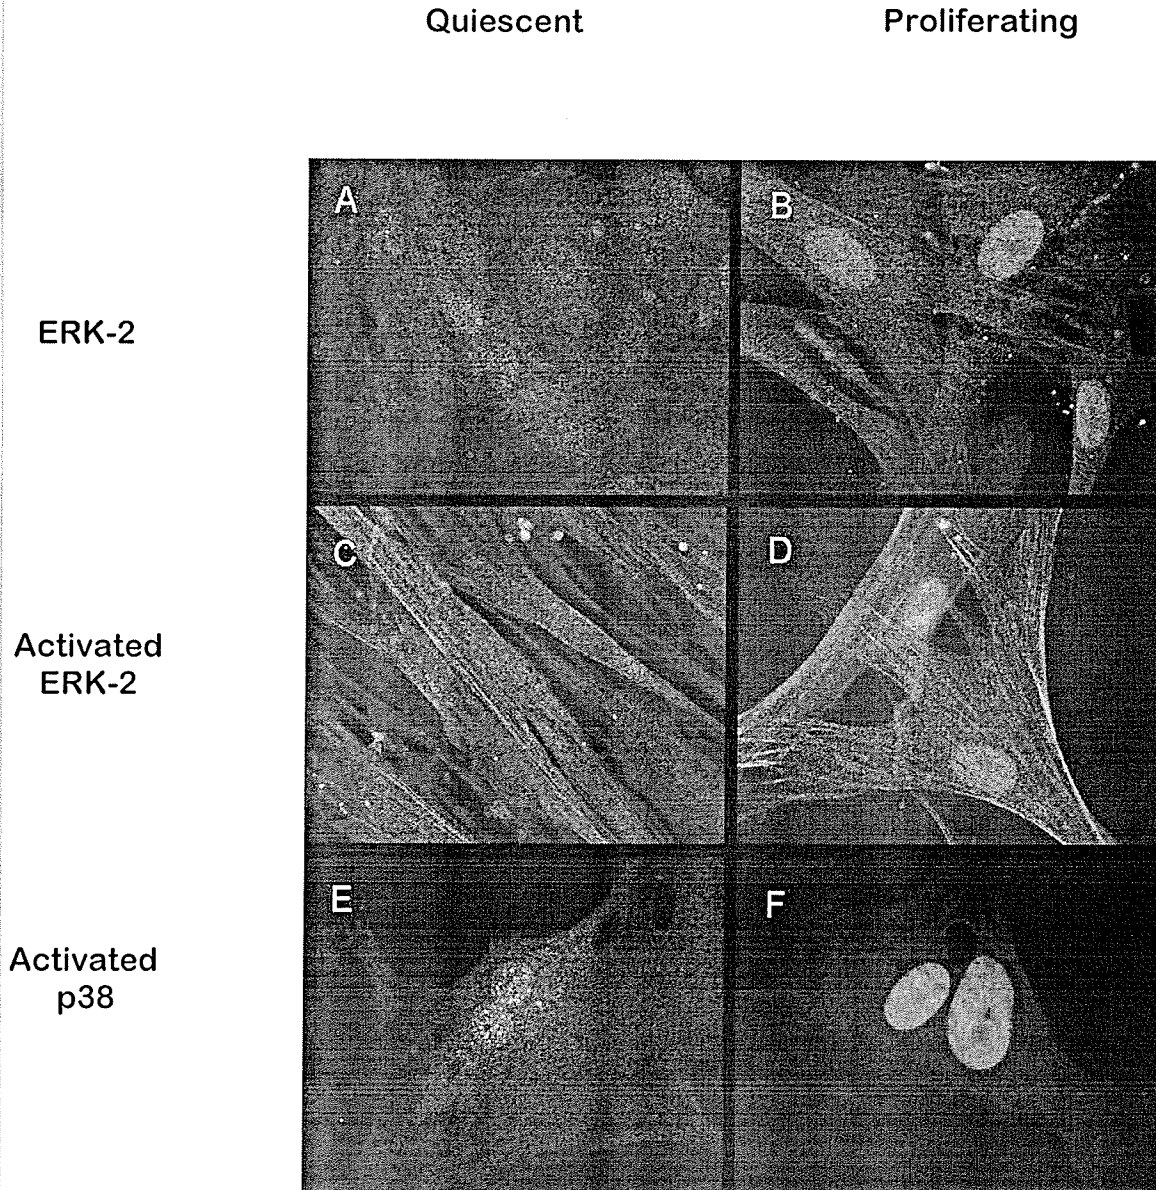 Quiescent Proliferating
A B
ERK-2
C D
Activated
ERK-2
E F
Activated
p38